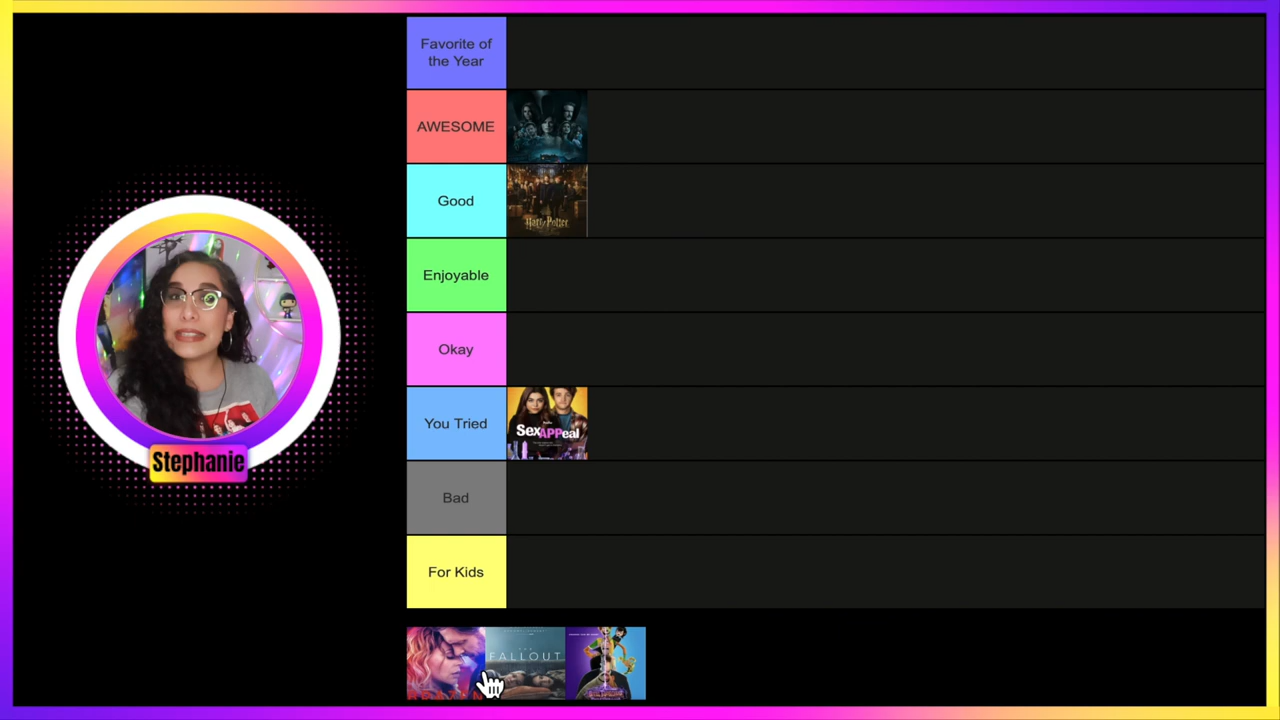 Favorite of
the Year
AWESOME
Good
Harry Potter
Enjoyable
Okay
You Tried
SexAPPeal
Bad
For Kids
Stephanie
FALLOUT